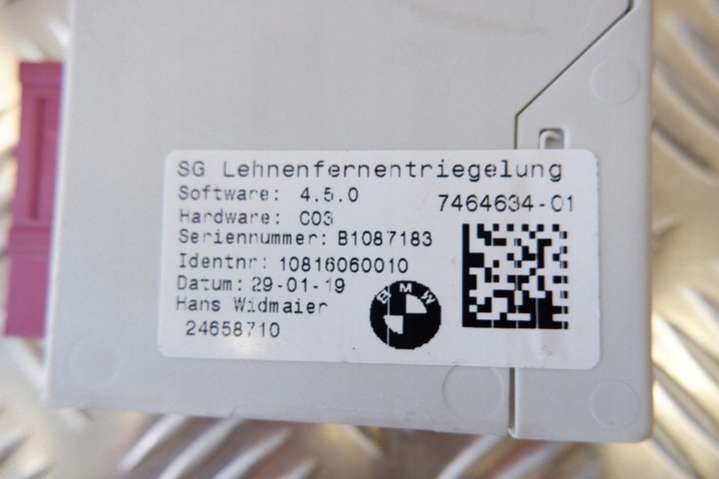 SG Lehnenfernentriegelung
Software: 4.5.0
7464634-01
Hardware: C03
Seriennummer: B1087183
Identnr: 10816060010
Datum: 29-01-19
Hans Widmaier
24658710
BMW